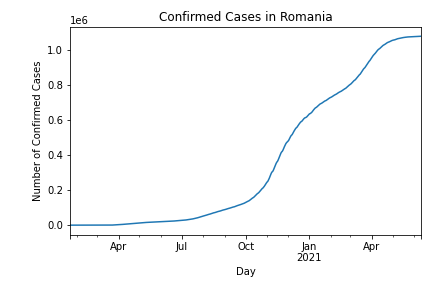 Confirmed Cases in Romania
1e6
Number of Confirmed Cases
1.0
0.8
0.6
0.4
0.2
0.0
Apr Jul Oct Jan Apr
2021
Day